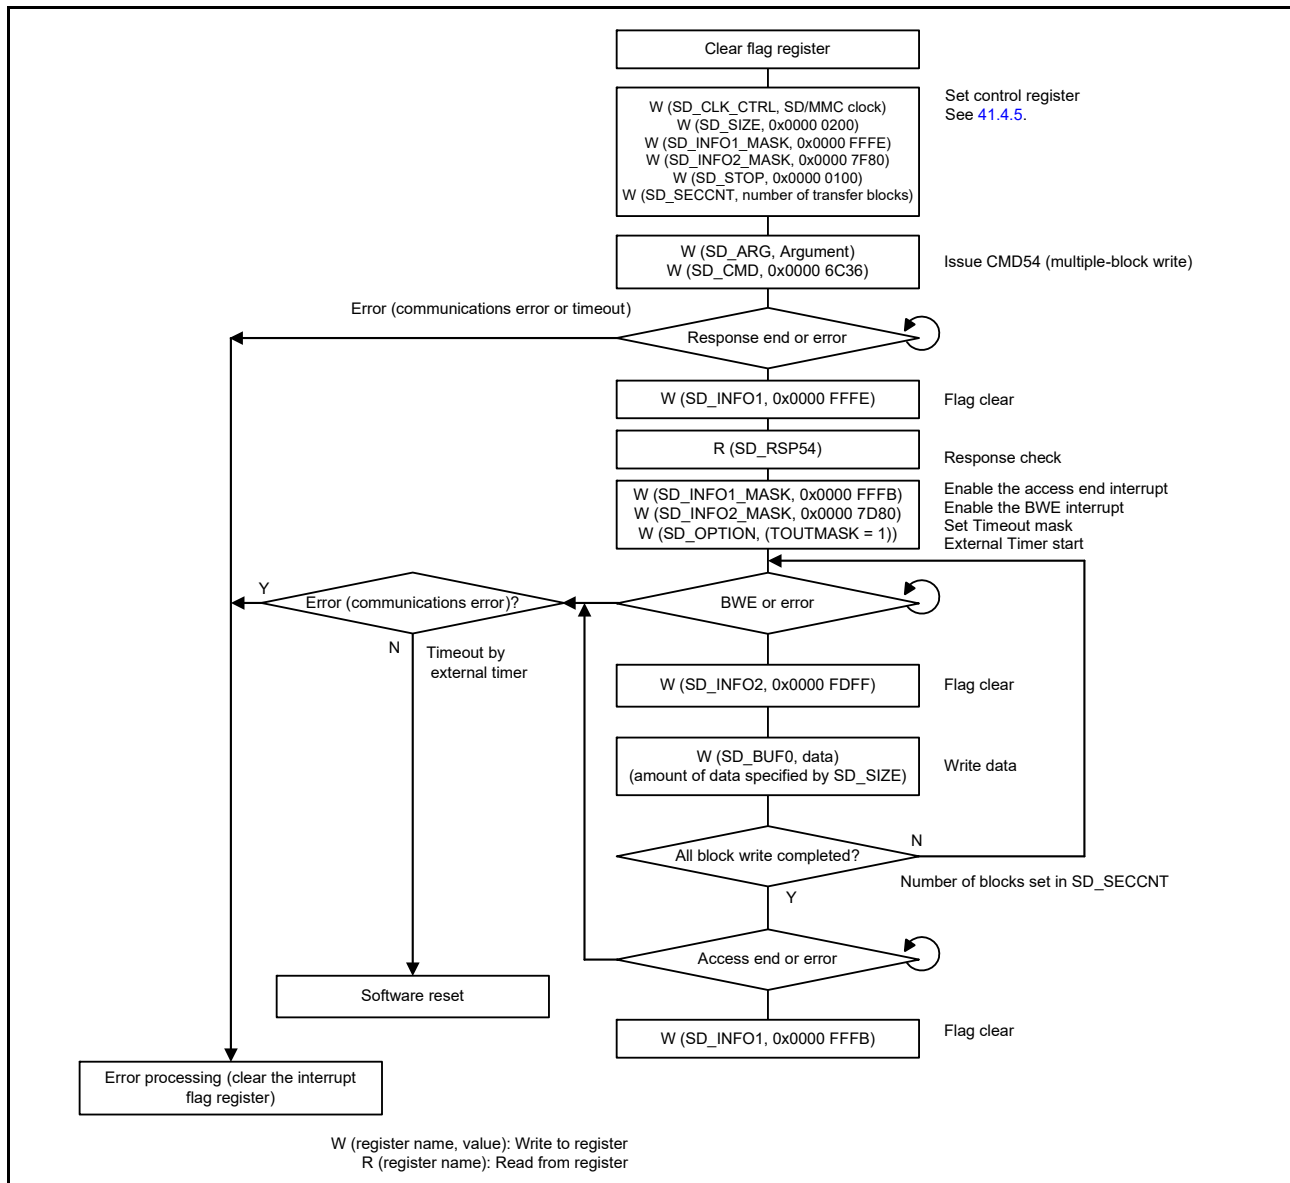 Clear flag register
W (SD_CLK_CTRL, SD/MMC clock)
W (SD_SIZE, 0x0000 0200)
W (SD_INFO1_MASK, 0x0000 FFFE)
W (SD_INFO2_MASK, 0x0000 7F80)
W (SD_STOP, 0x0000 0100)
W (SD_SECCNT, number of transfer blocks)
Set control register
See 41.4.5.
W (SD_ARG, Argument)
W (SD_CMD, 0x0000 6C36)
Issue CMD54 (multiple-block write)
Error (communications error or timeout)
Response end or error
W (SD_INFO1, 0x0000 FFFE)
Flag clear
R (SD_RSP54)
Response check
W (SD_INFO1_MASK, 0x0000 FFFB)
W (SD_INFO2_MASK, 0x0000 7D80)
W (SD_OPTION, (TOUTMASK = 1))
Enable the access end interrupt
Enable the BWE interrupt
Set Timeout mask
External Timer start
Y
Error (communications error)?
BWE or error
N
Timeout by
external timer
W (SD_INFO2, 0x0000 FDFF)
Flag clear
W (SD_BUF0, data)
(amount of data specified by SD_SIZE)
Write data
All block write completed?
N
Number of blocks set in SD_SECCNT
Y
Access end or error
Software reset
W (SD_INFO1, 0x0000 FFFB)
Flag clear
Error processing (clear the interrupt
flag register)
W (register name, value): Write to register
R (register name): Read from register